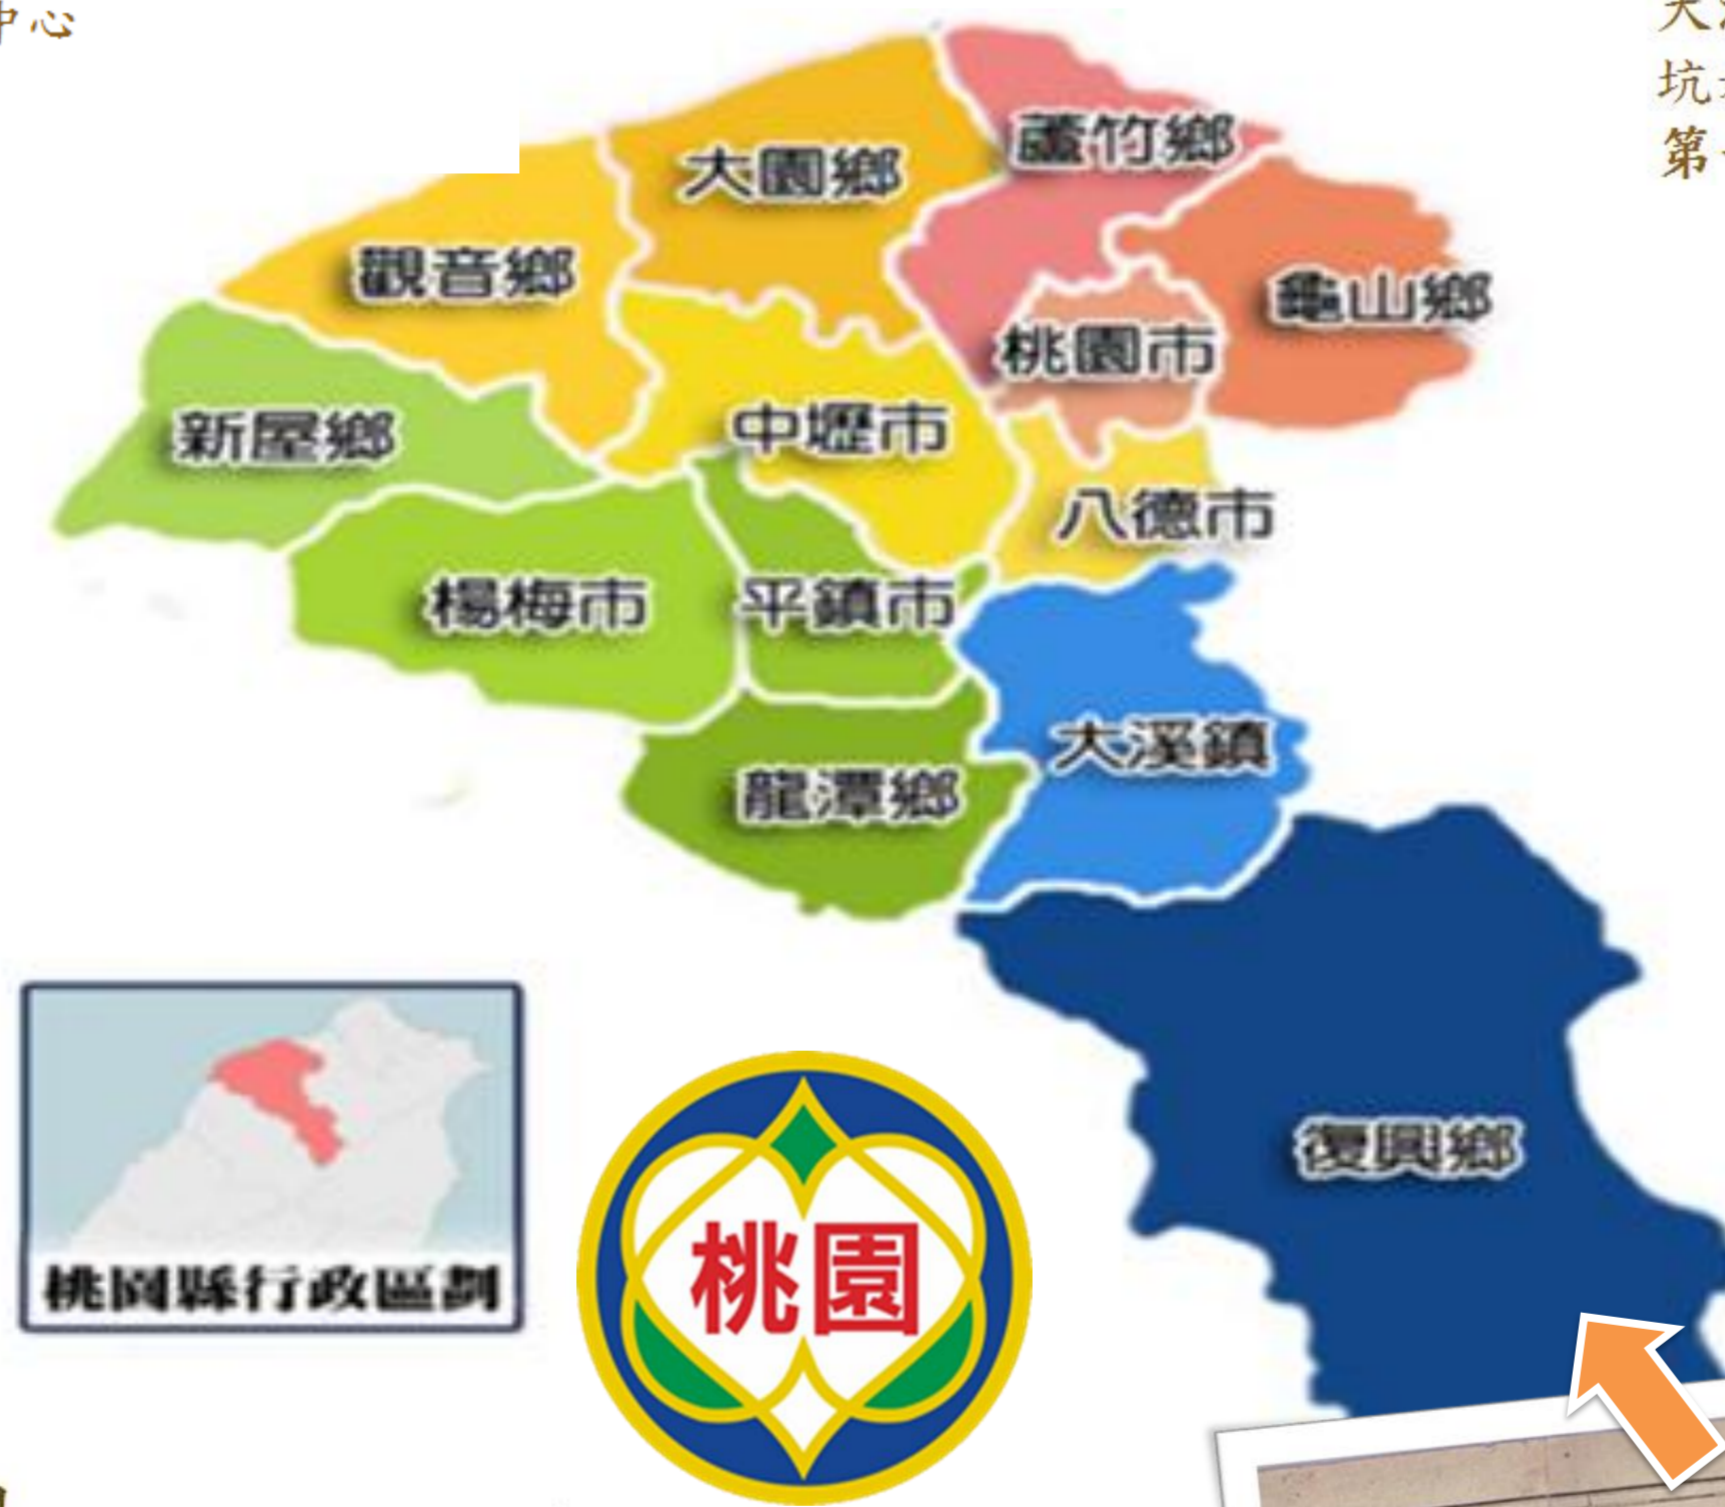 中心
天
坑
第
蘆竹鄉
大園鄉
觀音鄉
龜山鄉
桃園市
新屋鄉
中壢市
八德市
楊梅市
平鎮市
大溪鎮
龍潭鄉
復興鄉
桃園縣行政區劃
桃園